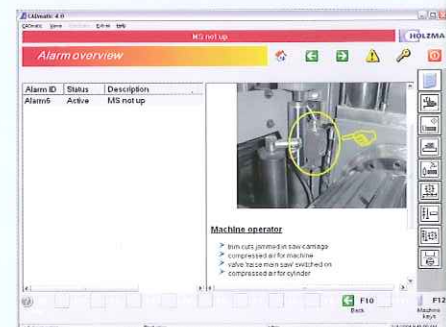 CADmatic 4.0
MS not up
HOLZMA
Alarm overview
Alarm ID Status Description
Alarm5 Active MS not up
Machine operator
trim cuts jammed in saw carriage
compressed air for machine
valve 'raise main saw' switched on
compressed air for cylinder
F10
Back
F12
Machine
keys